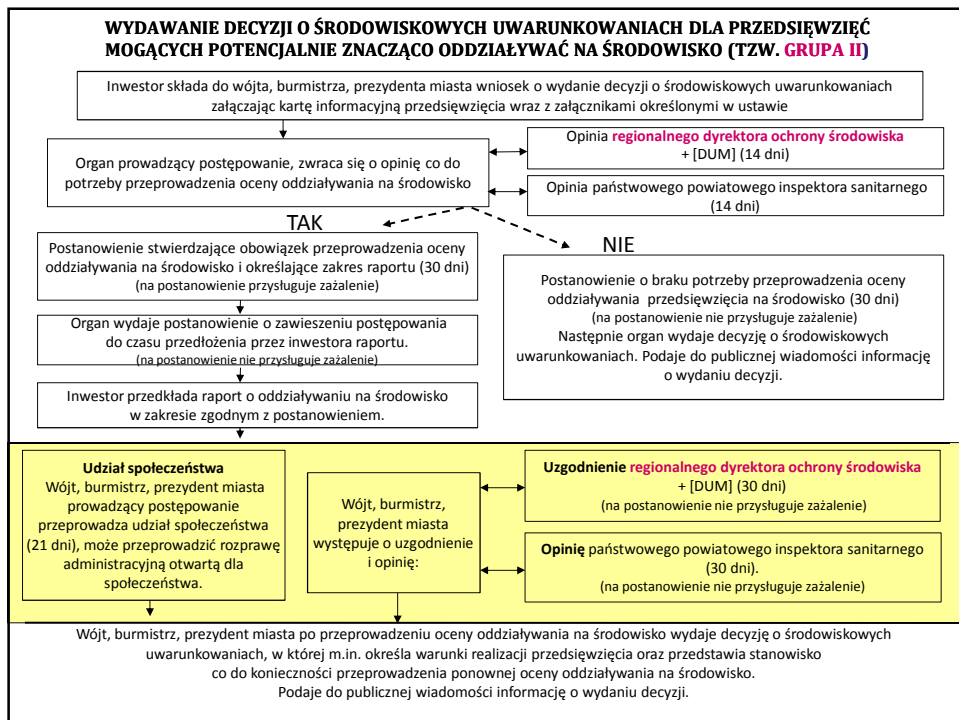 WYDAWANIE DECYZJI O ŚRODOWISKOWYCH UWARUNKOWANIACH DLA PRZEDSIĘWZIĘĆ
MOGĄCYCH POTENCJALNIE ZNACZĄCO ODDZIAŁYWAĆ NA ŚRODOWISKO (TZW. GRUPA II)
Inwestor składa do wójta, burmistrza, prezydenta miasta wniosek o wydanie decyzji o środowiskowych uwarunkowaniach
załączając kartę informacyjną przedsięwzięcia wraz z załącznikami określonymi w ustawie
Organ prowadzący postępowanie, zwraca się o opinię co do
potrzeby przeprowadzenia oceny oddziaływania na środowisko
Opinia regionalnego dyrektora ochrony środowiska
+ [DUM] (14 dni)
Opinia państwowego powiatowego inspektora sanitarnego
(14 dni)
TAK
NIE
Postanowienie stwierdzające obowiązek przeprowadzenia oceny
oddziaływania na środowisko i określające zakres raportu (30 dni)
(na postanowienie przysługuje zażalenie)
Organ wydaje postanowienie o zawieszeniu postępowania
do czasu przedłożenia przez inwestora raportu.
(na postanowienie nie przysługuje zażalenie)
Inwestor przedkłada raport o oddziaływaniu na środowisko
w zakresie zgodnym z postanowieniem.
Postanowienie o braku potrzeby przeprowadzenia oceny
oddziaływania przedsięwzięcia na środowisko (30 dni)
(na postanowienie nie przysługuje zażalenie)
Następnie organ wydaje decyzję o środowiskowych
uwarunkowaniach. Podaje do publicznej wiadomości informację
o wydaniu decyzji.
Udział społeczeństwa
Wójt, burmistrz, prezydent miasta
prowadzący postępowanie
przeprowadza udział społeczeństwa
(21 dni), może przeprowadzić rozprawę
administracyjną otwartą dla
społeczeństwa.
Wójt, burmistrz,
prezydent miasta
występuje o uzgodnienie
i opinię:
Uzgodnienie regionalnego dyrektora ochrony środowiska
+ [DUM] (30 dni)
(na postanowienie nie przysługuje zażalenie)
Opinię państwowego powiatowego inspektora sanitarnego
(30 dni).
(na postanowienie nie przysługuje zażalenie)
Wójt, burmistrz, prezydent miasta po przeprowadzeniu oceny oddziaływania na środowisko wydaje decyzję o środowiskowych
uwarunkowaniach, w której m.in. określa warunki realizacji przedsięwzięcia oraz przedstawia stanowisko
co do konieczności przeprowadzenia ponownej oceny oddziaływania na środowisko.
Podaje do publicznej wiadomości informację o wydaniu decyzji.